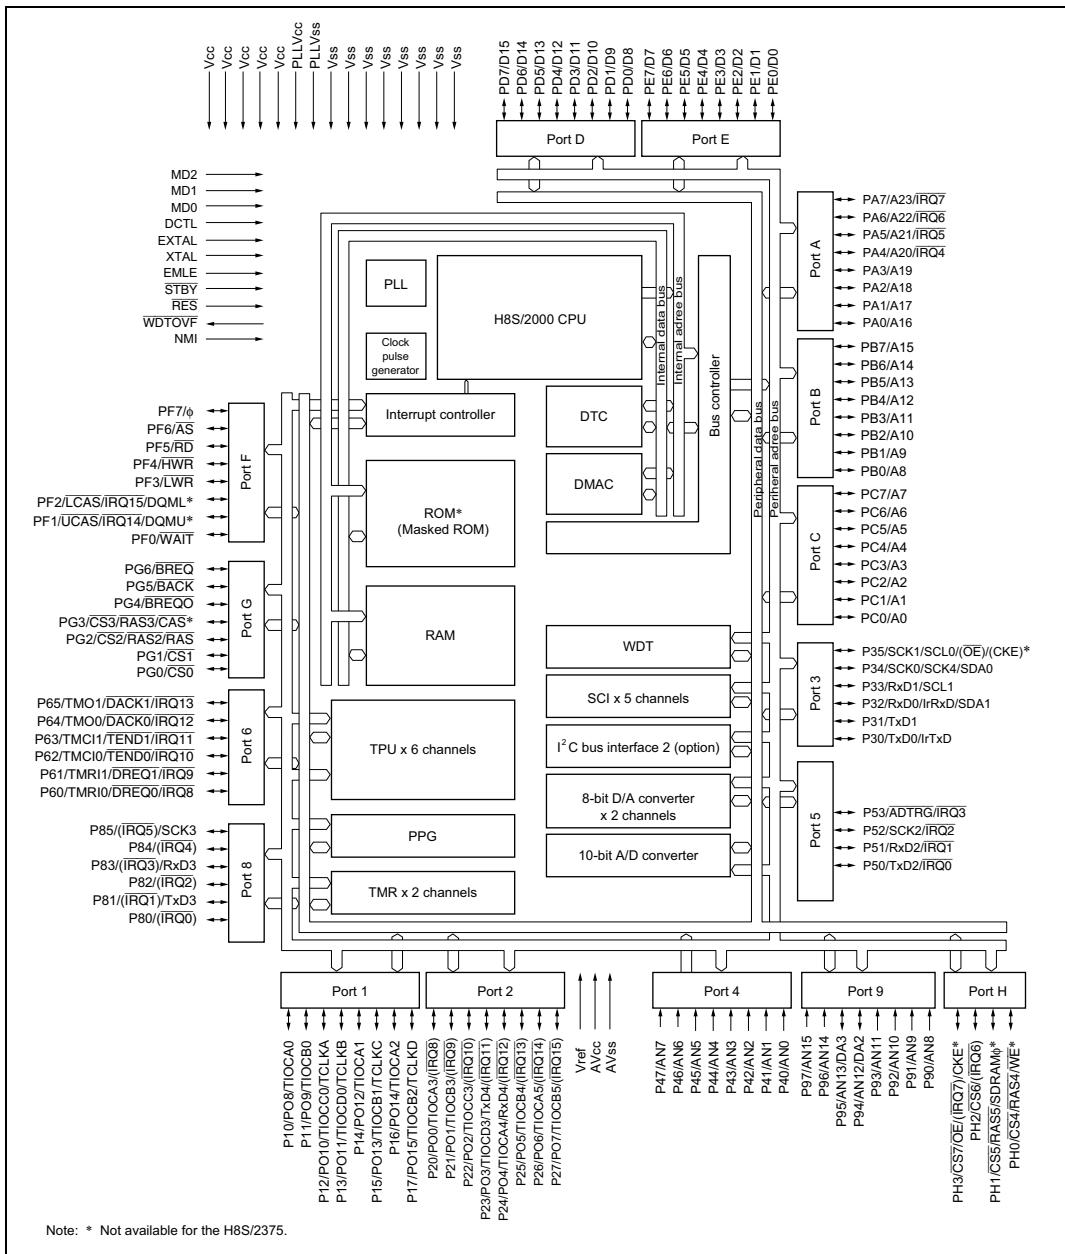 Vcc
Vcc
Vcc
Vcc
Vcc
PLLVcc
PLLVss
Vss
Vss
Vss
Vss
Vss
Vss
Vss
Vss
PD7/D15
PD6/D14
PD5/D13
PD4/D12
PD3/D11
PD2/D10
PD1/D9
PD0/D8
PE7/D7
PE6/D6
PE5/D5
PE4/D4
PE3/D3
PE2/D2
PE1/D1
PE0/D0
Port D
Port E
MD2
MD1
MD0
DCTL
EXTAL
XTAL
EMLE
STBY
RES
WDTOVF
NMI
PLL
Clock
pulse
generator
H8S/2000 CPU
Interrupt controller
DTC
DMAC
ROM*
(Masked ROM)
RAM
Internal data bus
Internal adree bus
Bus controller
Peripheral data bus
Periheral adree bus
Port A
PA7/A23/IRQ7
PA6/A22/IRQ6
PA5/A21/IRQ5
PA4/A20/IRQ4
PA3/A19
PA2/A18
PA1/A17
PA0/A16
Port B
PB7/A15
PB6/A14
PB5/A13
PB4/A12
PB3/A11
PB2/A10
PB1/A9
PB0/A8
Port C
PC7/A7
PC6/A6
PC5/A5
PC4/A4
PC3/A3
PC2/A2
PC1/A1
PC0/A0
PF7/ϕ
PF6/AS
PF5/RD
PF4/HWR
PF3/LWR
PF2/LCAS/IRQ15/DQML*
PF1/UCAS/IRQ14/DQMU*
PF0/WAIT
Port F
PG6/BREQ
PG5/BACK
PG4/BREQO
PG3/CS3/RAS3/CAS*
PG2/CS2/RAS2/RAS
PG1/CS1
PG0/CS0
Port G
P65/TMO1/DACK1/IRQ13
P64/TMO0/DACK0/IRQ12
P63/TMCI1/TEND1/IRQ11
P62/TMCI0/TEND0/IRQ10
P61/TMRI1/DREQ1/IRQ9
P60/TMRI0/DREQ0/IRQ8
Port 6
P85/(IRQ5)/SCK3
P84/(IRQ4)
P83/(IRQ3)/RxD3
P82/(IRQ2)
P81/(IRQ1)/TxD3
P80/(IRQ0)
Port 8
TPU x 6 channels
PPG
TMR x 2 channels
WDT
SCI x 5 channels
I2C bus interface 2 (option)
8-bit D/A converter
x 2 channels
10-bit A/D converter
Port 3
P35/SCK1/SCL0/(OE)/(CKE)*
P34/SCK0/SCK4/SDA0
P33/RxD1/SCL1
P32/RxD0/IrRxD/SDA1
P31/TxD1
P30/TxD0/IrTxD
Port 5
P53/ADTRG/IRQ3
P52/SCK2/IRQ2
P51/RxD2/IRQ1
P50/TxD2/IRQ0
Port 1
Port 2
Port 4
Port 9
Port H
P10/PO8/TIOCA0
P11/PO9/TIOCB0
P12/PO10/TIOCC0/TCLKA
P13/PO11/TIOCD0/TCLKB
P14/PO12/TIOCA1
P15/PO13/TIOCB1/TCLKC
P16/PO14/TIOCA2
P17/PO15/TIOCB2/TCLKD
P20/PO0/TIOCA3/(IRQ8)
P21/PO1/TIOCB3/(IRQ9)
P22/PO2/TIOCC3/(IRQ10)
P23/PO3/TIOCD3/TxD4/(IRQ11)
P24/PO4/TIOCA4/RxD4/(IRQ12)
P25/PO5/TIOCB4/(IRQ13)
P26/PO6/TIOCA5/(IRQ14)
P27/PO7/TIOCB5/(IRQ15)
Vref
AVcc
AVss
P47/AN7
P46/AN6
P45/AN5
P44/AN4
P43/AN3
P42/AN2
P41/AN1
P40/AN0
P97/AN15
P96/AN14
P95/AN13/DA3
P94/AN12/DA2
P93/AN11
P92/AN10
P91/AN9
P90/AN8
PH3/CS7/OE/(IRQ7)/CKE*
PH2/CS6/(IRQ6)
PH1/CS5/RAS5/SDRAMϕ*
PH0/CS4/RAS4/WE*
Note: * Not available for the H8S/2375.